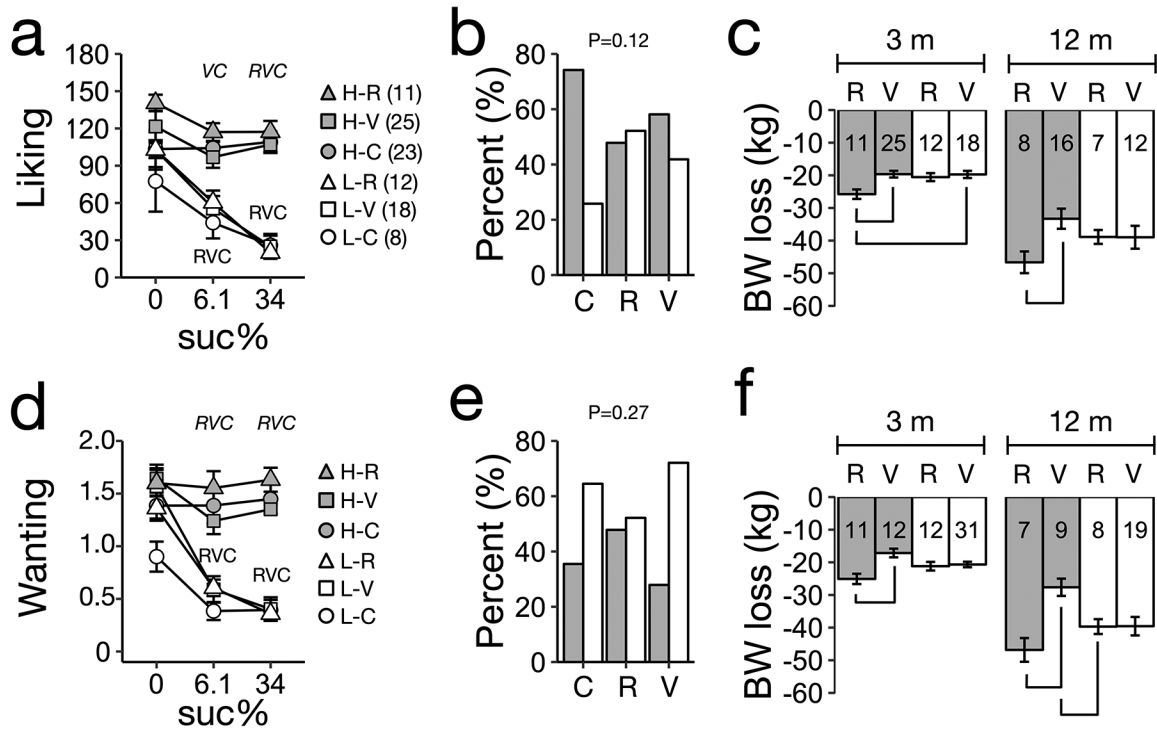 a
180
150
120
90
60
30
0
Liking
VC RVC
RVC
RVC
0 6.1 34
suc%
H-R (11)
H-V (25)
H-C (23)
L-R (12)
L-V (18)
L-C (8)
b
P=0.12
80
60
40
20
0
Percent (%)
C R V
c
3 m 12 m
R V R V R V R V
0
-10
-20
-30
-40
-50
-60
BW loss (kg)
11 25 12 18 8 16 7 12
d
2.0
1.5
1.0
0.5
0
Wanting
RVC RVC
RVC
RVC
0 6.1 34
suc%
H-R
H-V
H-C
L-R
L-V
L-C
e
P=0.27
80
60
40
20
0
Percent (%)
C R V
f
3 m 12 m
R V R V R V R V
0
-10
-20
-30
-40
-50
-60
BW loss (kg)
11 12 12 31 7 9 8 19